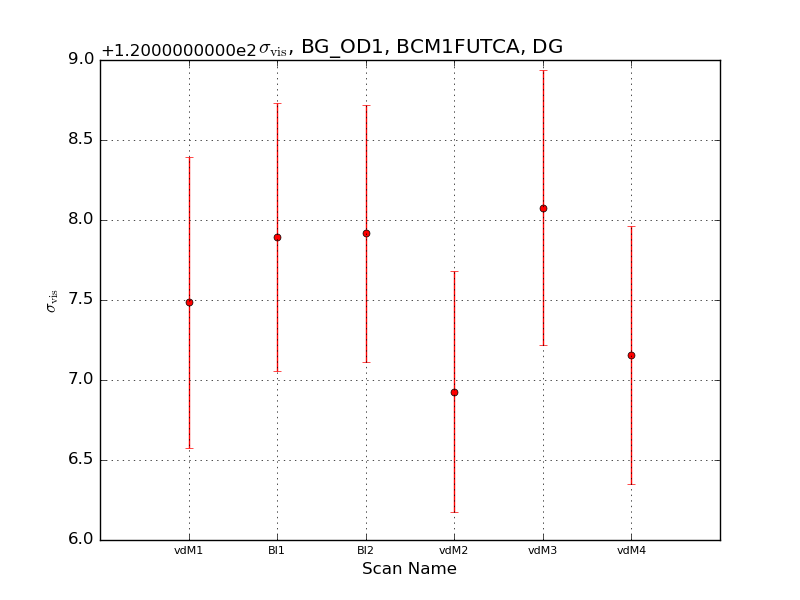 +1.2000000000e2 σvis, BG_OD1, BCM1FUTCA, DG
9.0
8.5
8.0
7.5
7.0
6.5
6.0
σvis
vdM1 BI1 BI2 vdM2 vdM3 vdM4
Scan Name